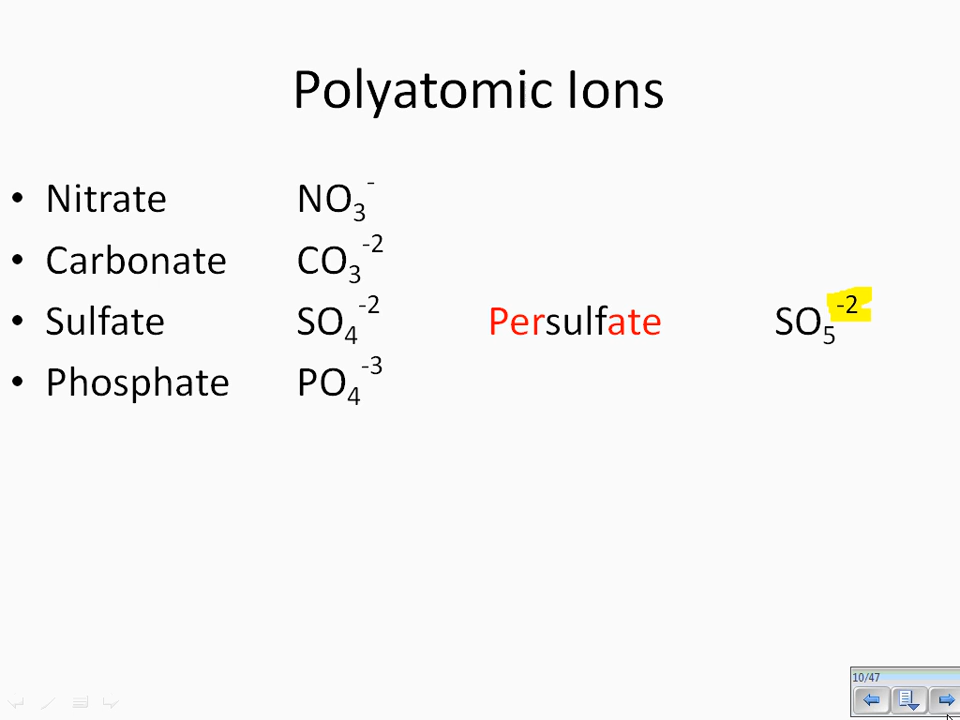 Polyatomic Ions
• Nitrate NO₃⁻
• Carbonate CO₃⁻²
• Sulfate SO₄⁻² Persulfate SO₅⁻²
• Phosphate PO₄⁻³
10/47